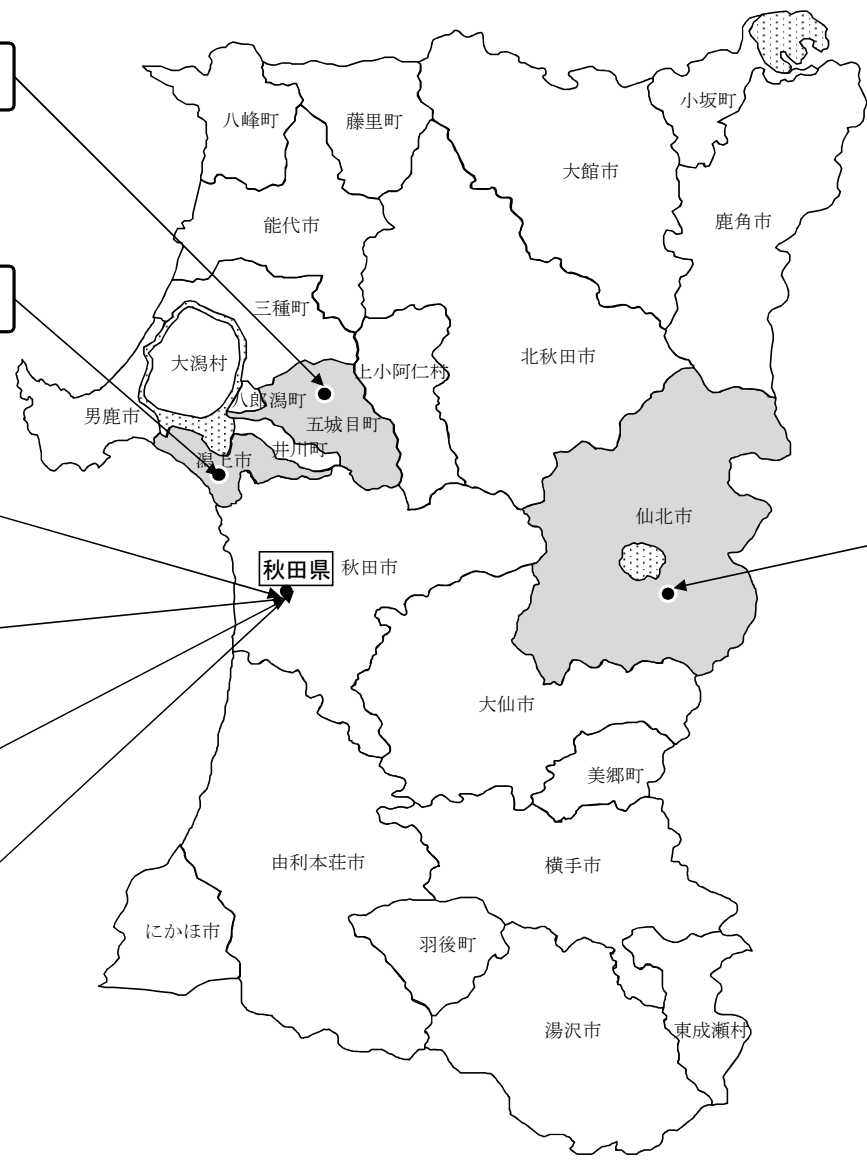 八峰町
藤里町
小坂町
大館市
鹿角市
能代市
三種町
大潟村
北秋田市
上小阿仁村
八郎潟町
男鹿市
五城目町
井川町
潟上市
仙北市
秋田県
秋田市
大仙市
美郷町
由利本荘市
横手市
にかほ市
羽後町
湯沢市
東成瀬村